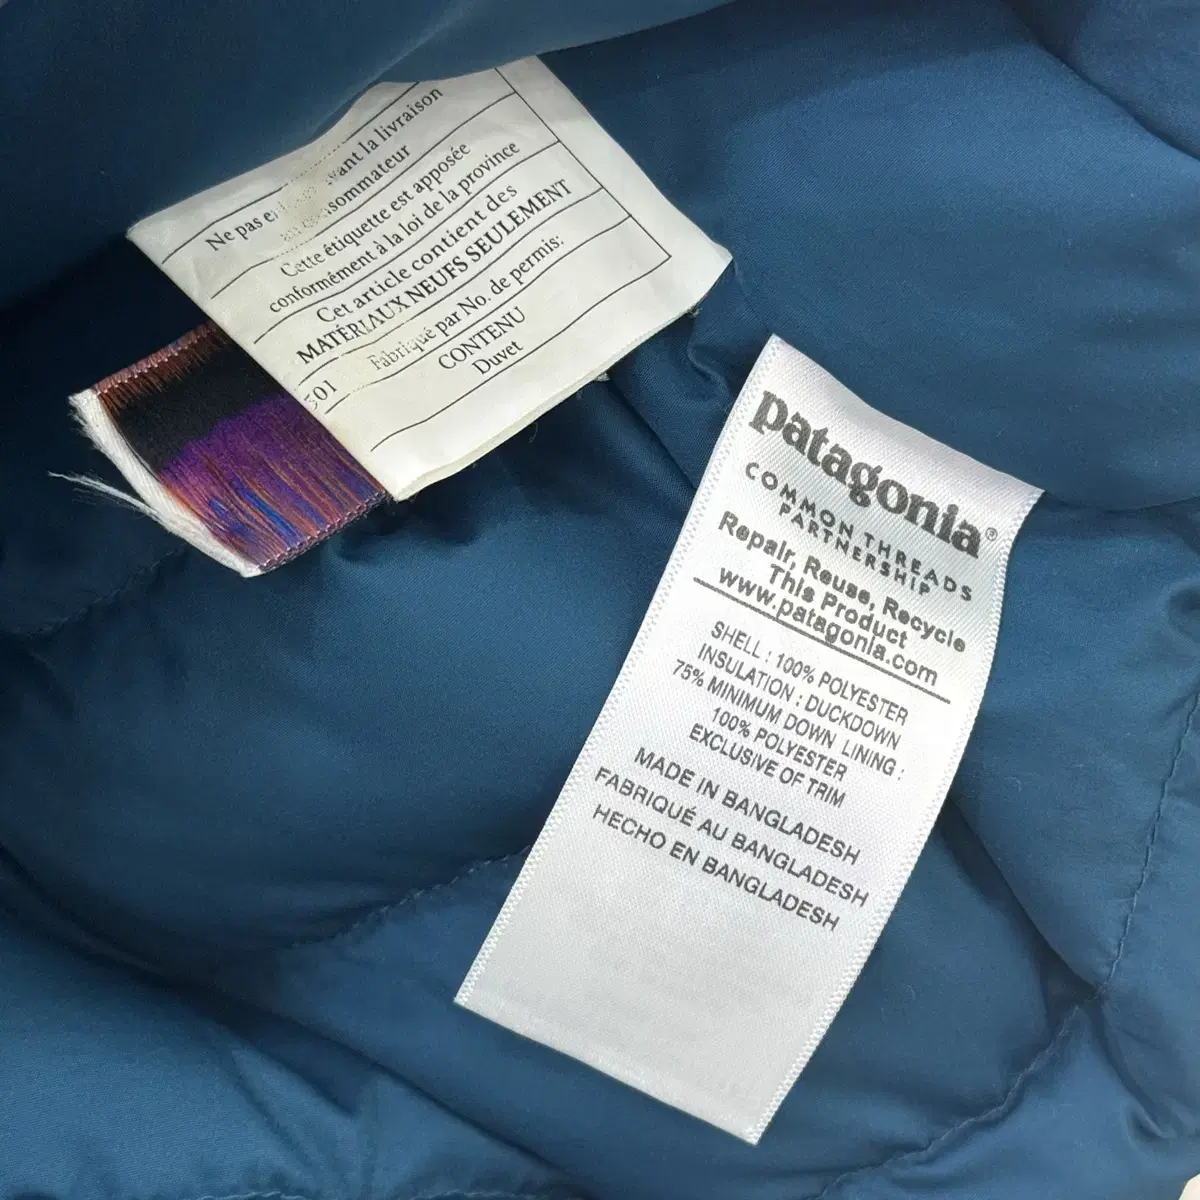 Ne pas vant la livraison
sommateur
Cette étiquette est apposée
conformément à la loi de la province
Cet article contient des
MATÉRIAUX NEUFS SEULEMENT
Fabriqué par No. de permis:
CONTENU
Duvet
501
patagonia®
COMMON THREADS
PARTNERSHIP
Repair, Reuse, Recycle
This Product
www.patagonia.com
SHELL : 100% POLYESTER
INSULATION : DUCKDOWN
75% MINIMUM DOWN LINING :
100% POLYESTER
EXCLUSIVE OF TRIM
MADE IN BANGLADESH
FABRIQUÉ AU BANGLADESH
HECHO EN BANGLADESH